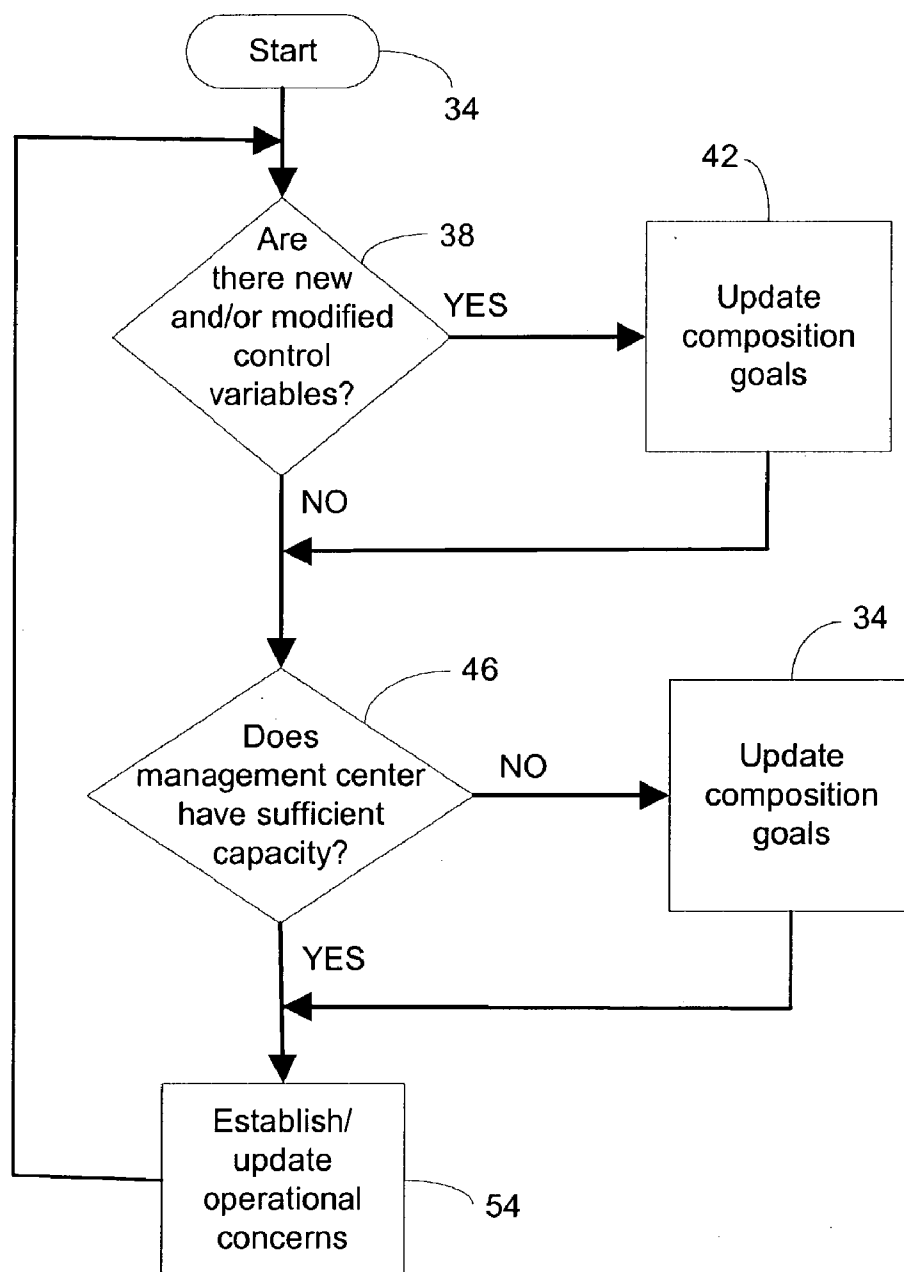 Start
34
42
Are
there new
and/or modified
control
variables?
38
YES
Update
composition
goals
NO
34
46
Does
management center
have sufficient
capacity?
NO
Update
composition
goals
YES
Establish/
update
operational
concerns
54